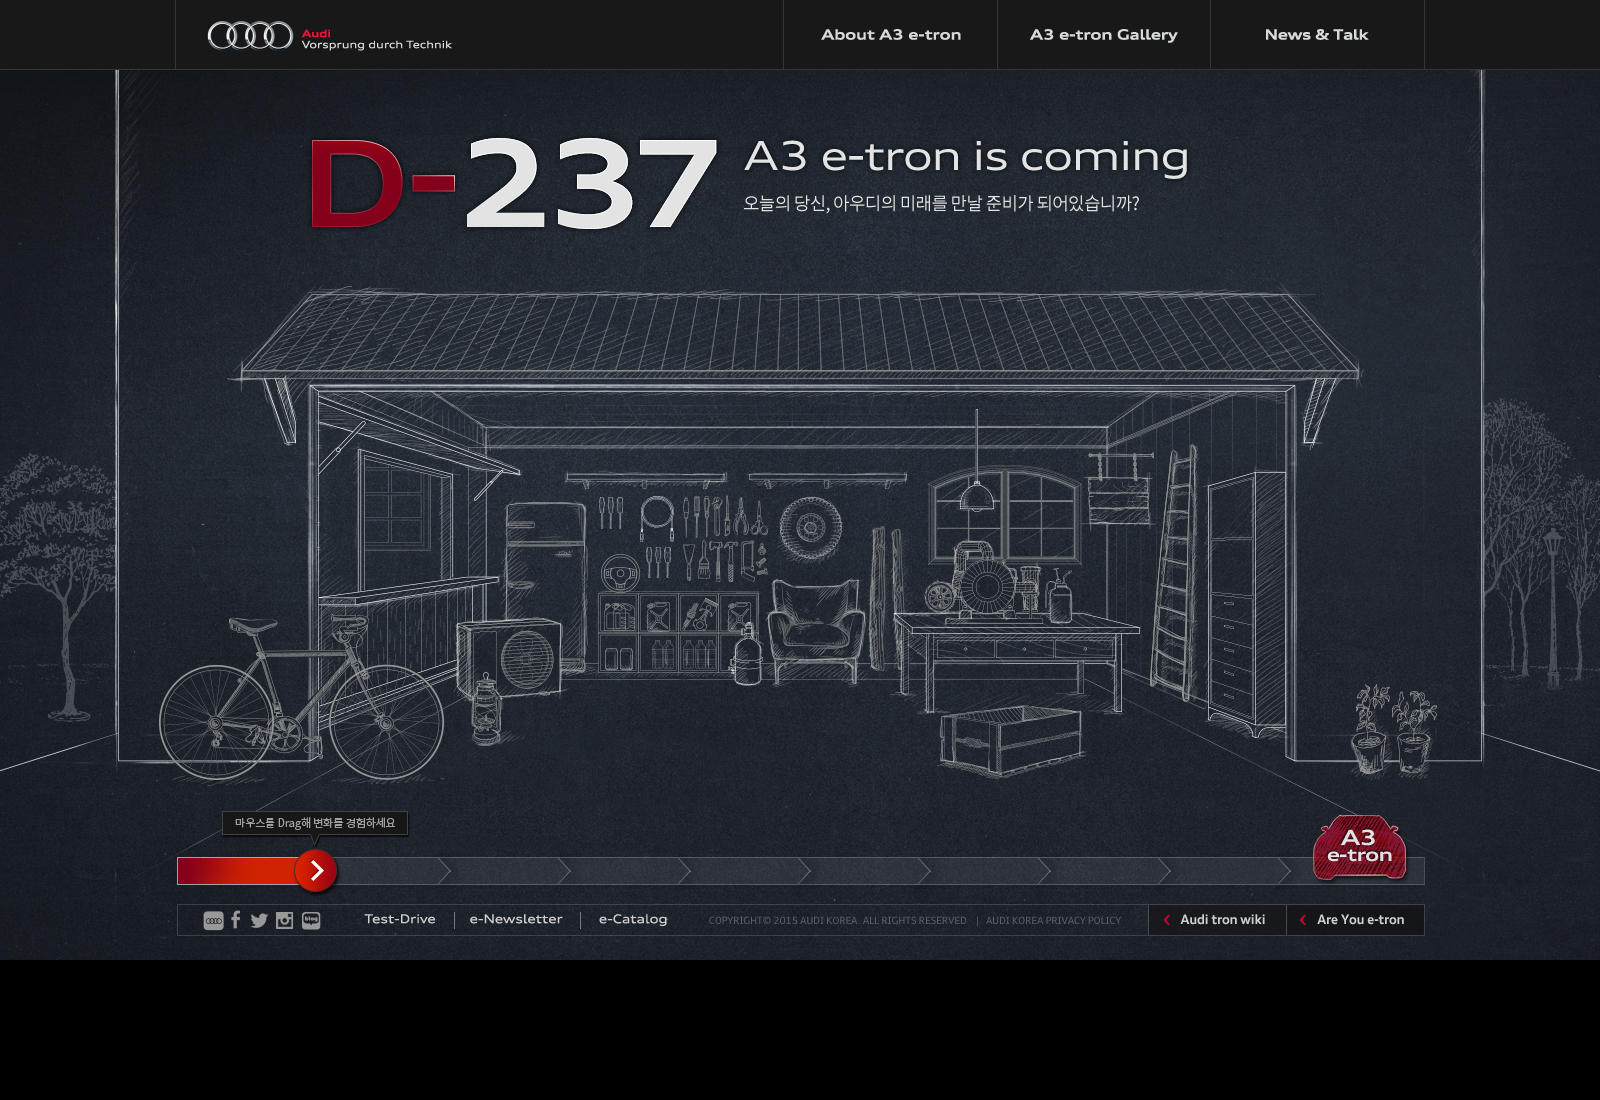 Audi
Vorsprung durch Technik
About A3 e-tron
A3 e-tron Gallery
News & Talk
D-237
A3 e-tron is coming
오늘의 당신, 아우디의 미래를 만날 준비가 되어있습니까?
마우스를 Drag해 변화를 경험하세요
A3
e-tron
blog
Test-Drive
e-Newsletter
e-Catalog
COPYRIGHT© 2015 AUDI KOREA. ALL RIGHTS RESERVED | AUDI KOREA PRIVACY POLICY
Audi tron wiki
Are You e-tron